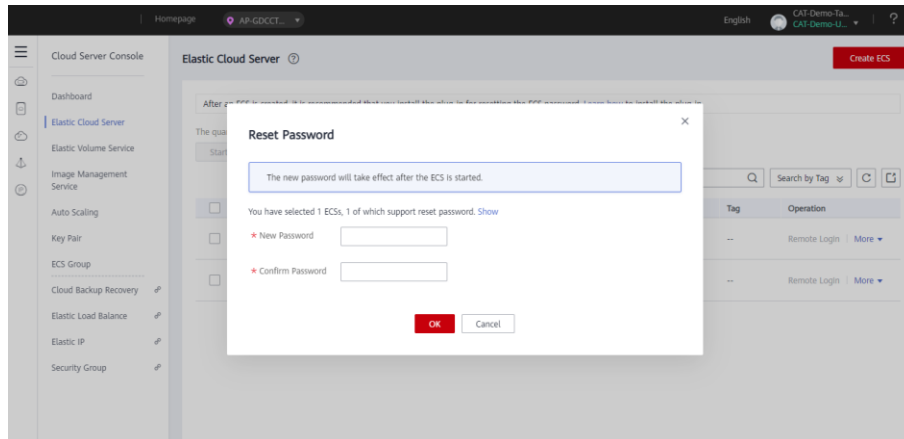 Homepage
AP-GDCCT...
English
CAT-Demo-Ta...
CAT-Demo-U...
?
Cloud Server Console
Dashboard
Elastic Cloud Server
Elastic Volume Service
Image Management
Service
Auto Scaling
Key Pair
ECS Group
Cloud Backup Recovery
Elastic Load Balance
Elastic IP
Security Group
Elastic Cloud Server ?
Create ECS
After
The qua
Start
Search by Tag
Tag
Operation
-- Remote Login More
-- Remote Login More
Reset Password
The new password will take effect after the ECS is started.
You have selected 1 ECSs, 1 of which support reset password. Show
* New Password
* Confirm Password
OK
Cancel